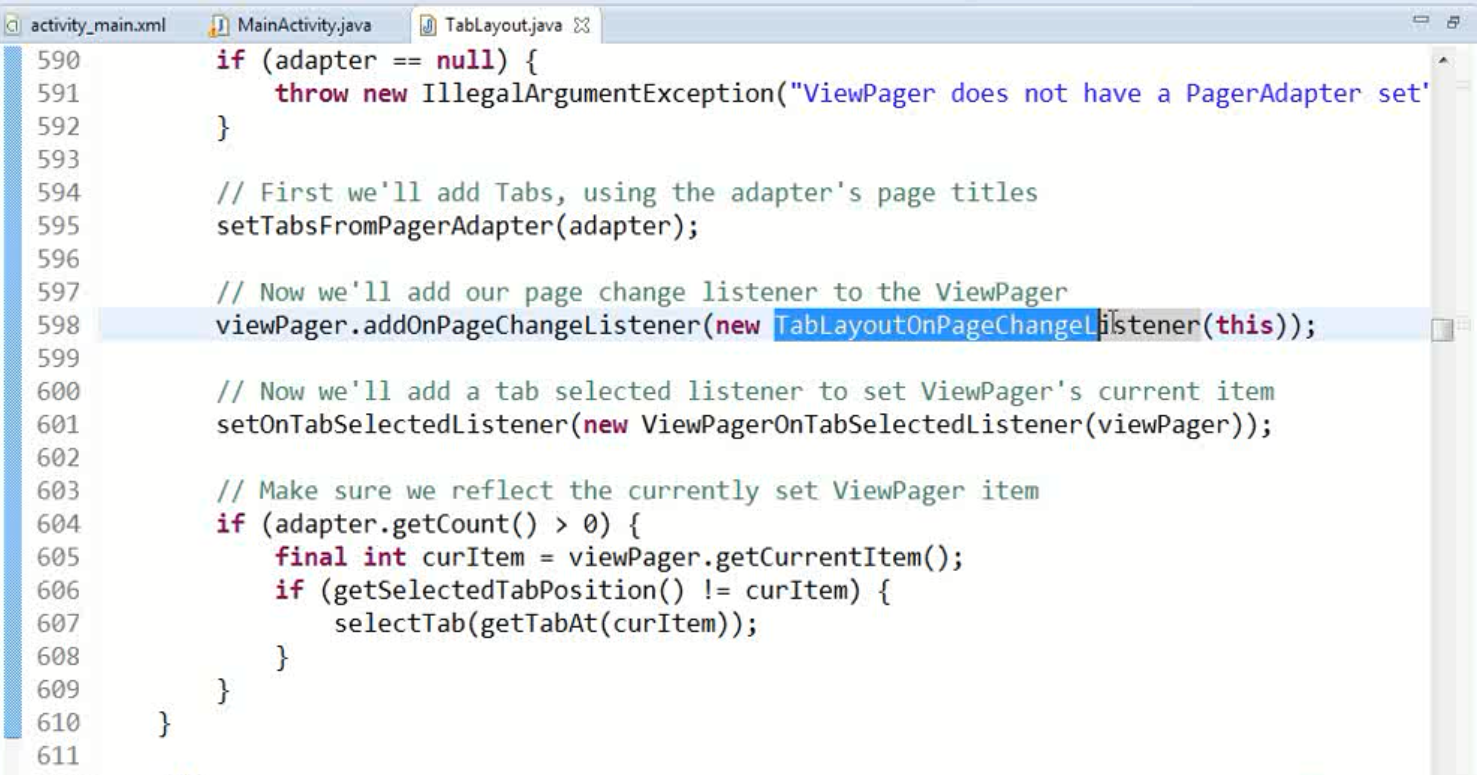 activity_main.xml MainActivity.java TabLayout.java
590 if (adapter == null) {
591 throw new IllegalArgumentException("ViewPager does not have a PagerAdapter set"
592 }
593
594 // First we'll add Tabs, using the adapter's page titles
595 setTabsFromPagerAdapter(adapter);
596
597 // Now we'll add our page change listener to the ViewPager
598 viewPager.addOnPageChangeListener(new TabLayoutOnPageChangeListener(this));
599
600 // Now we'll add a tab selected listener to set ViewPager's current item
601 setOnTabSelectedListener(new ViewPagerOnTabSelectedListener(viewPager));
602
603 // Make sure we reflect the currently set ViewPager item
604 if (adapter.getCount() > 0) {
605 final int curItem = viewPager.getCurrentItem();
606 if (getSelectedTabPosition() != curItem) {
607 selectTab(getTabAt(curItem));
608 }
609 }
610 }
611